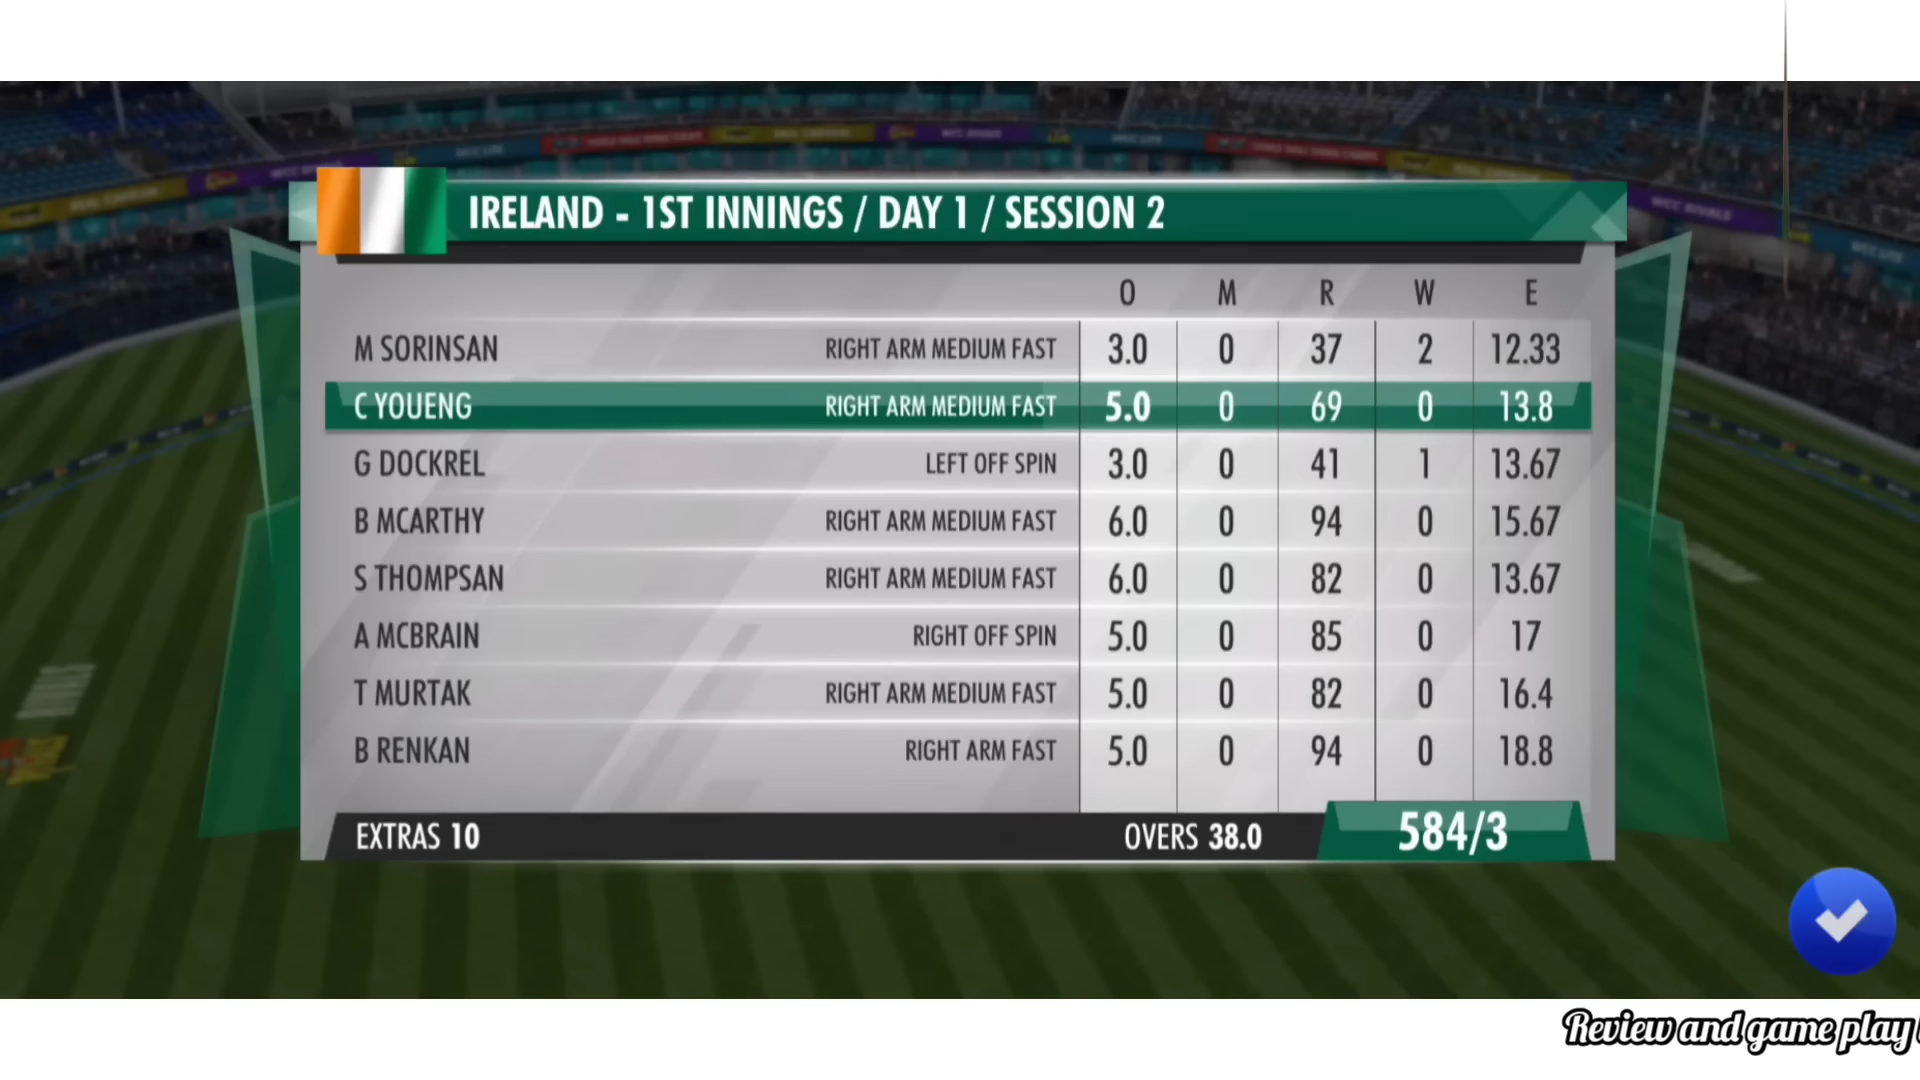 IRELAND - 1ST INNINGS / DAY 1 / SESSION 2
O M R W E
M SORINSAN RIGHT ARM MEDIUM FAST 3.0 0 37 2 12.33
C YOUENG RIGHT ARM MEDIUM FAST 5.0 0 69 0 13.8
G DOCKREL LEFT OFF SPIN 3.0 0 41 1 13.67
B MCARTHY RIGHT ARM MEDIUM FAST 6.0 0 94 0 15.67
S THOMPSAN RIGHT ARM MEDIUM FAST 6.0 0 82 0 13.67
A MCBRAIN RIGHT OFF SPIN 5.0 0 85 0 17
T MURTAK RIGHT ARM MEDIUM FAST 5.0 0 82 0 16.4
B RENKAN RIGHT ARM FAST 5.0 0 94 0 18.8
EXTRAS 10 OVERS 38.0 584/3
Review and game play